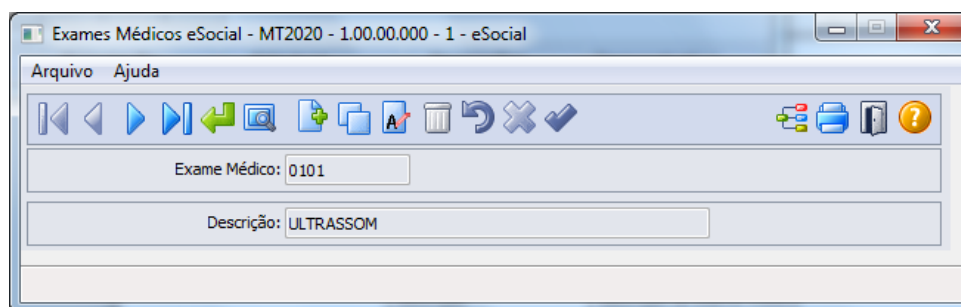 Exames Médicos eSocial - MT2020 - 1.00.00.000 - 1 - eSocial
Arquivo Ajuda
Exame Médico: 0101
Descrição: ULTRASSOM